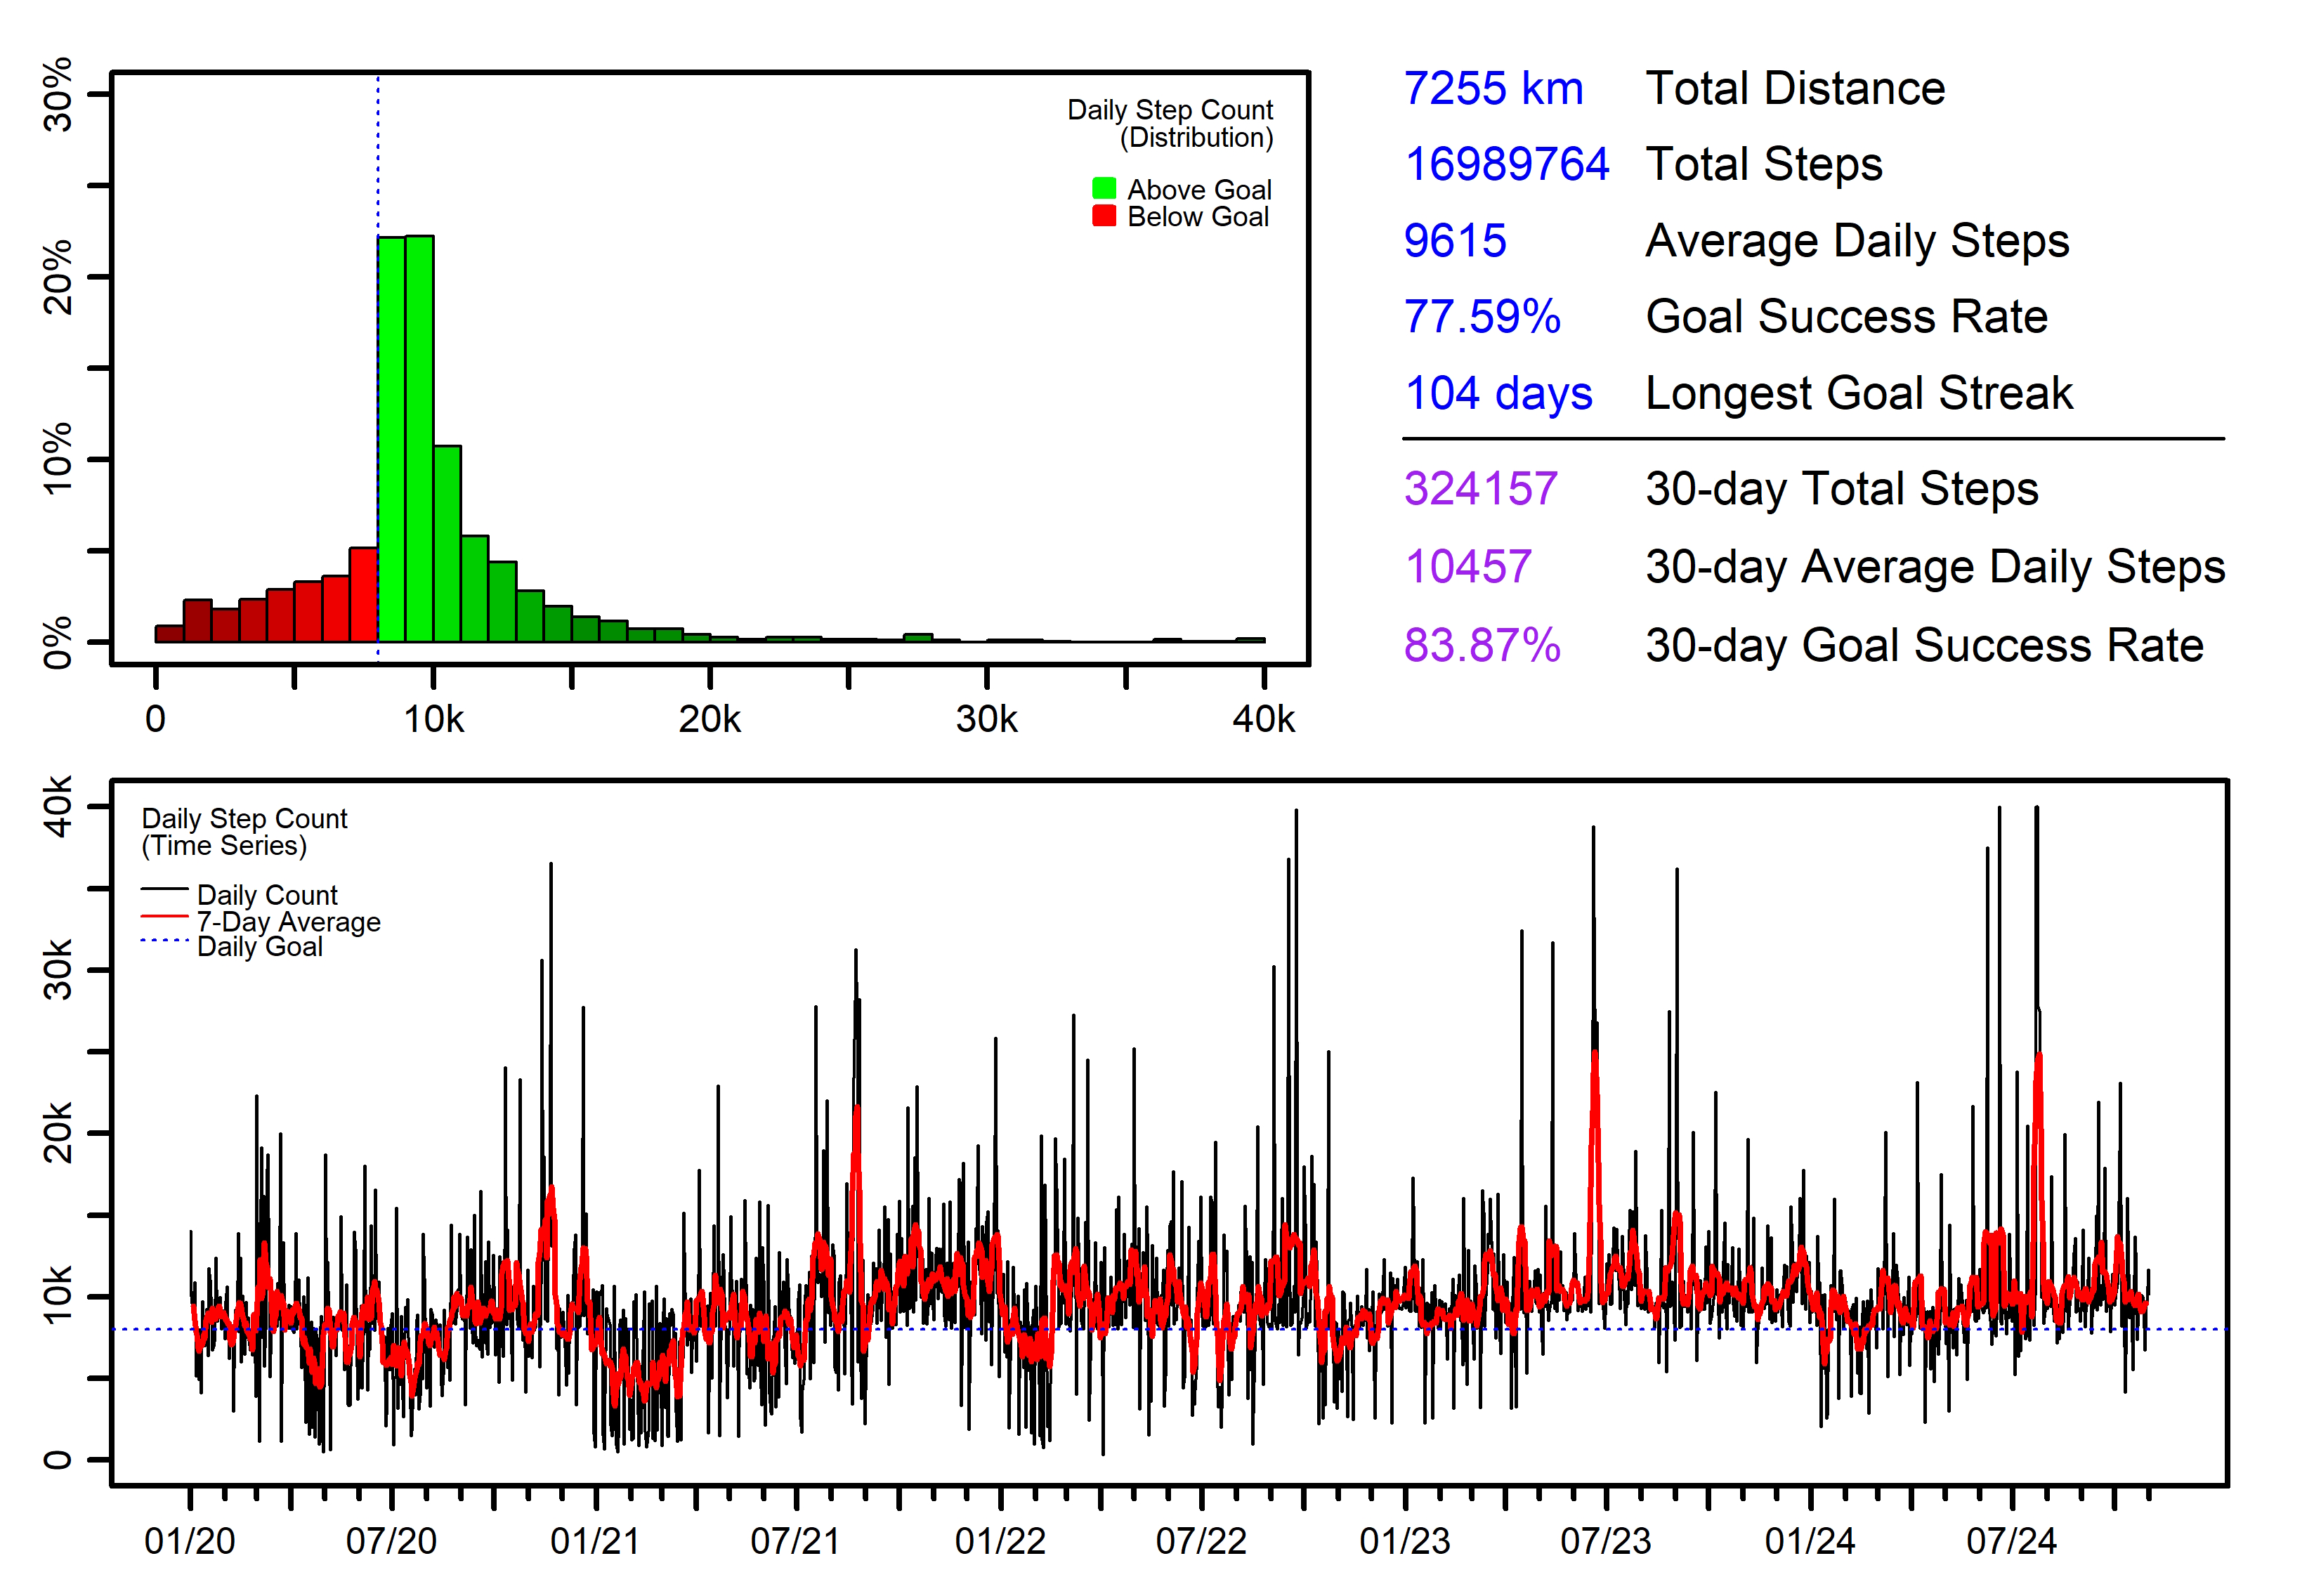 30%
20%
10%
0%
Daily Step Count
(Distribution)
Above Goal
Below Goal
0 10k 20k 30k 40k
7255 km Total Distance
16989764 Total Steps
9615 Average Daily Steps
77.59% Goal Success Rate
104 days Longest Goal Streak
324157 30-day Total Steps
10457 30-day Average Daily Steps
83.87% 30-day Goal Success Rate
40k
30k
20k
10k
0
Daily Step Count
(Time Series)
Daily Count
7-Day Average
Daily Goal
01/20 07/20 01/21 07/21 01/22 07/22 01/23 07/23 01/24 07/24